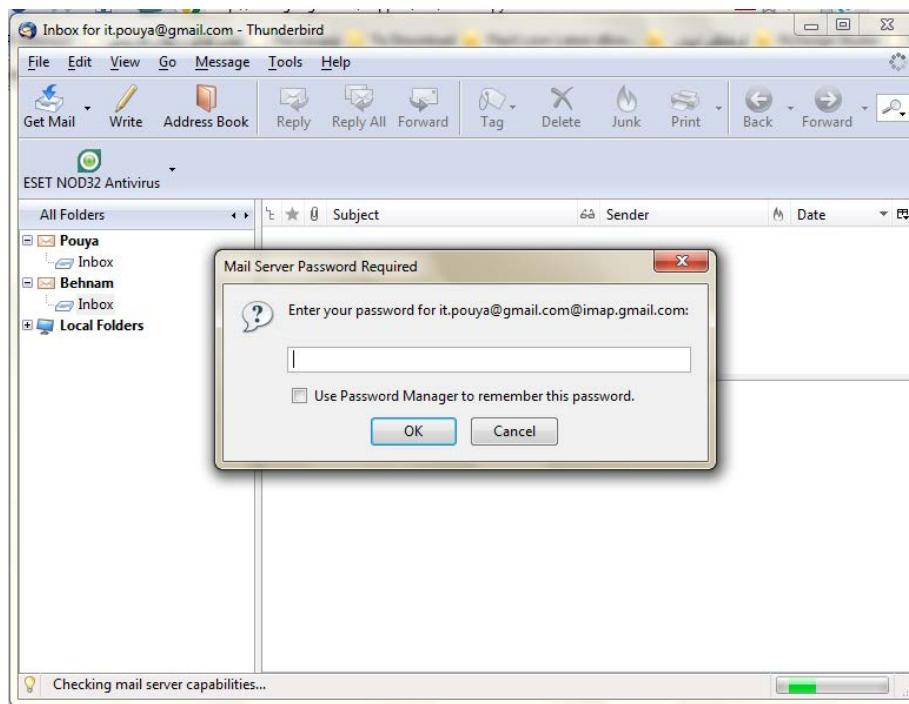 Inbox for it.pouya@gmail.com - Thunderbird
File Edit View Go Message Tools Help
Get Mail Write Address Book Reply Reply All Forward Tag Delete Junk Print Back Forward
ESET NOD32 Antivirus
All Folders Subject Sender Date
Pouya
Inbox
Behnam
Inbox
Local Folders
Mail Server Password Required
Enter your password for it.pouya@gmail.com@imap.gmail.com:
Use Password Manager to remember this password.
OK Cancel
Checking mail server capabilities...